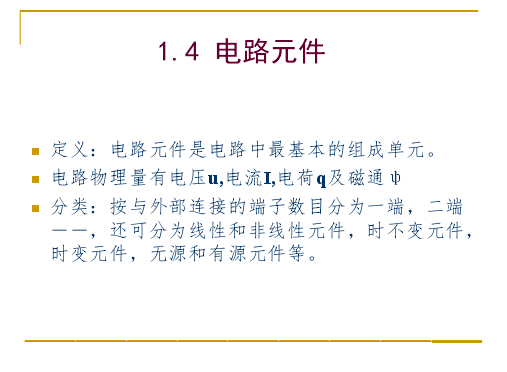 1.4 电路元件
定义：电路元件是电路中最基本的组成单元。
电路物理量有电压u,电流I,电荷q及磁通ψ
分类：按与外部连接的端子数目分为一端，二端
——，还可分为线性和非线性元件，时不变元件，
时变元件，无源和有源元件等。